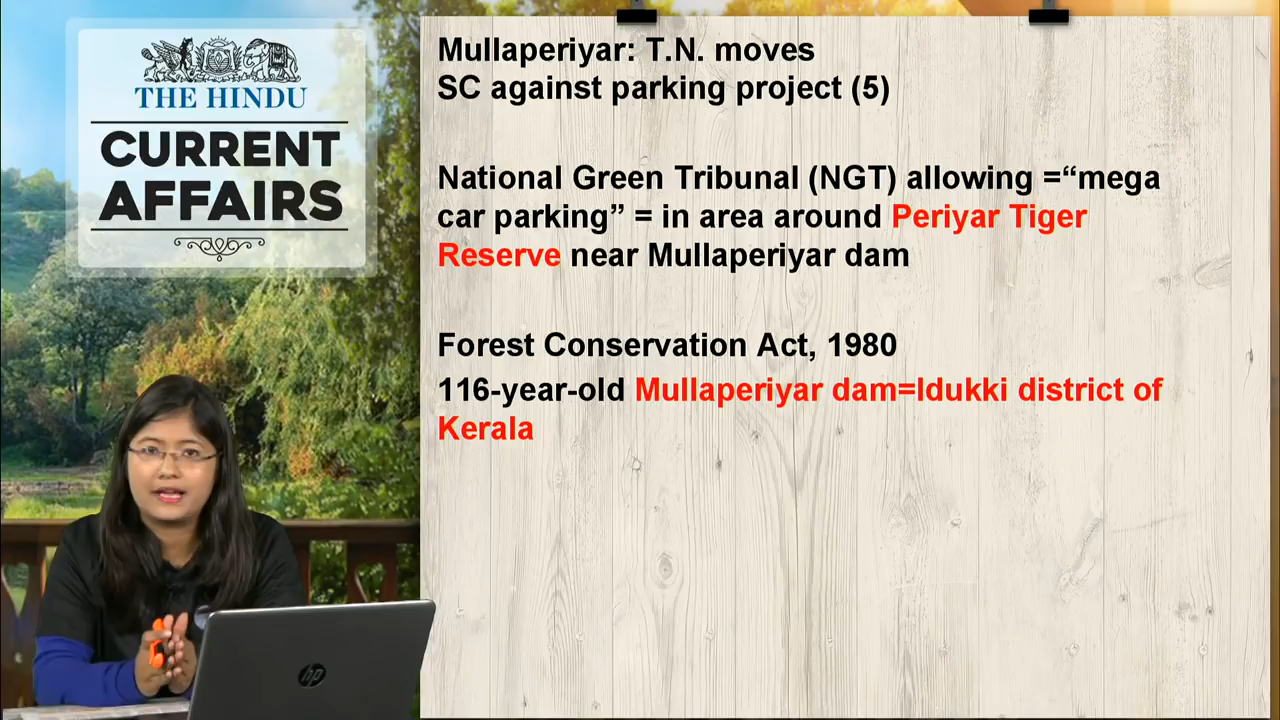 THE HINDU
CURRENT
AFFAIRS
Mullaperiyar: T.N. moves
SC against parking project (5)
National Green Tribunal (NGT) allowing =“mega
car parking” = in area around Periyar Tiger
Reserve near Mullaperiyar dam
Forest Conservation Act, 1980
116-year-old Mullaperiyar dam=Idukki district of
Kerala
hp